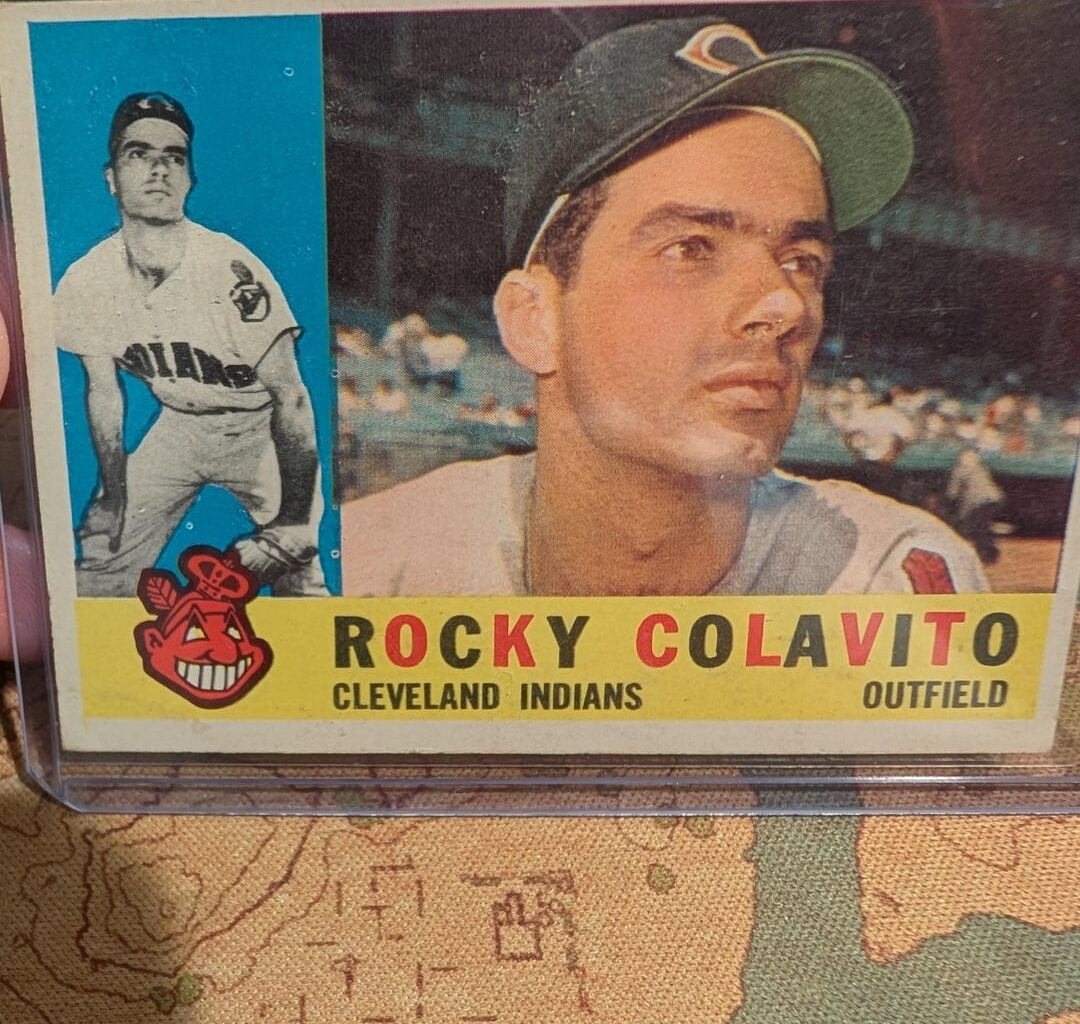 C
INDIANS
ROCKY COLAVITO
CLEVELAND INDIANS OUTFIELD